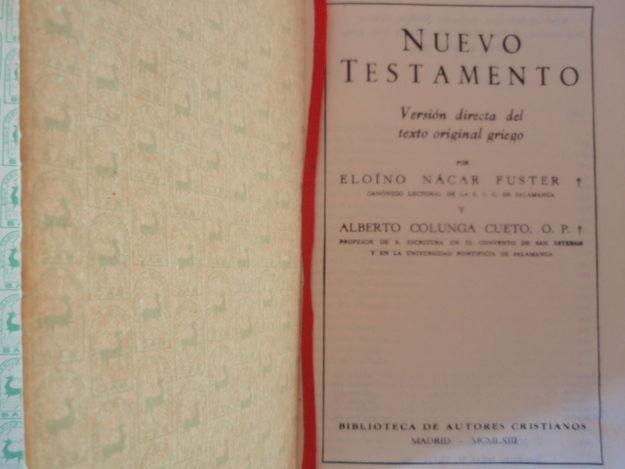 NUEVO
TESTAMENTO
Versión directa del
texto original griego
POR
ELOÍNO NÁCAR FUSTER †
CANÓNIGO LECTORAL DE LA S. I. C. DE SALAMANCA
Y
ALBERTO COLUNGA CUETO, O. P. †
PROFESOR DE S. ESCRITURA EN EL CONVENTO DE SAN ESTEBAN
Y EN LA UNIVERSIDAD PONTIFICIA DE SALAMANCA
BIBLIOTECA DE AUTORES CRISTIANOS
MADRID - MCMLXIII